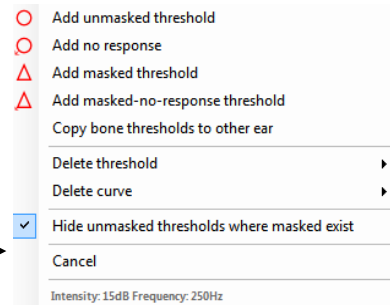 Add unmasked threshold
Add no response
Add masked threshold
Add masked-no-response threshold
Copy bone thresholds to other ear
Delete threshold
Delete curve
Hide unmasked thresholds where masked exist
Cancel
Intensity: 15dB Frequency: 250Hz